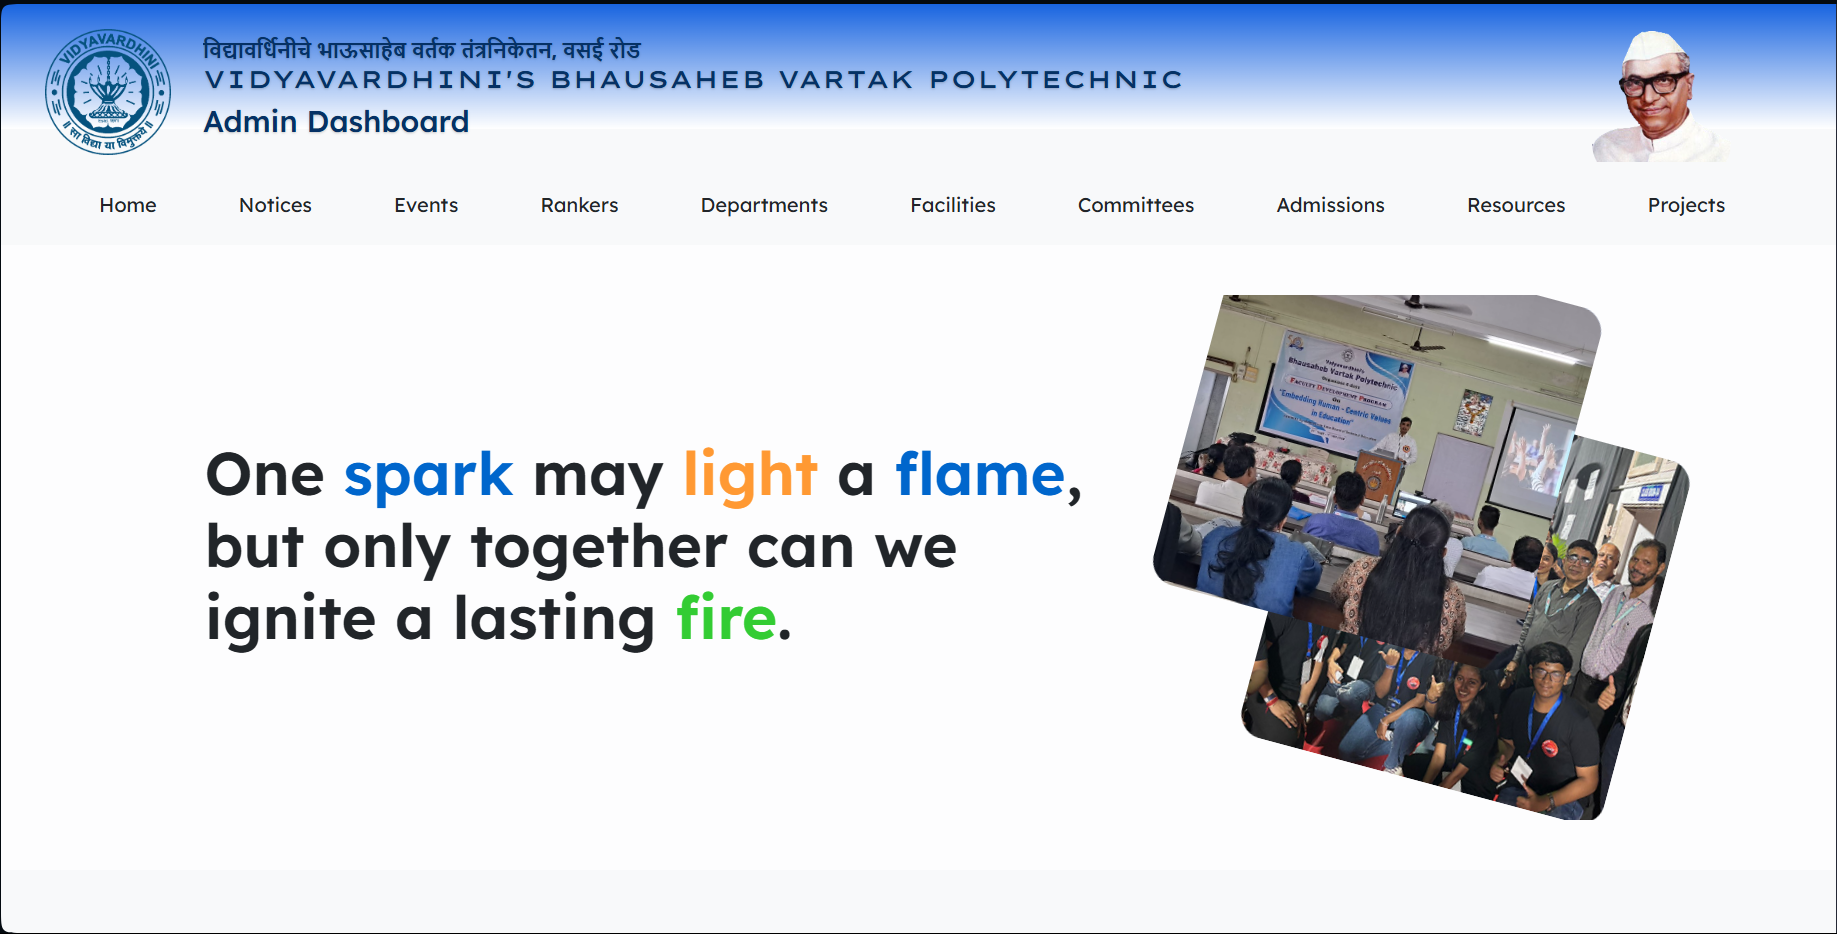 विद्यावर्धिनीचे भाऊसाहेब वर्तक तंत्रनिकेतन, वसई रोड
VIDYAVARDHINI'S BHAUSAHEB VARTAK POLYTECHNIC
Admin Dashboard
VIDYAVARDHINI
॥ सा विद्या या विमुक्तये ॥
Home Notices Events Rankers Departments Facilities Committees Admissions Resources Projects
One spark may light a flame,
but only together can we
ignite a lasting fire.
Vidyavardhini's
Bhausaheb Vartak Polytechnic
FACULTY DEVELOPMENT PROGRAM
On
"Embedding Human - Centric Values
in Education"